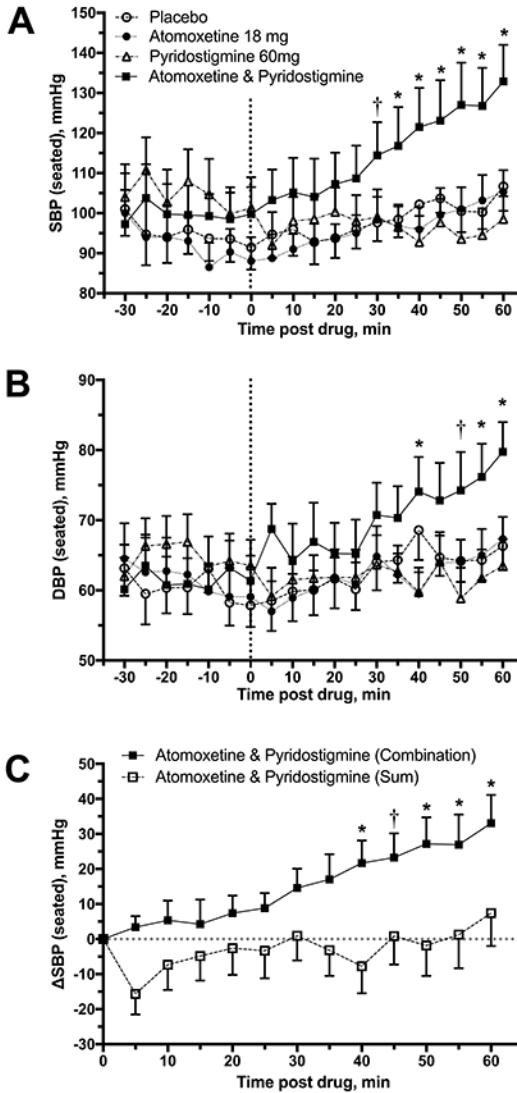 A
Placebo
Atomoxetine 18 mg
Pyridostigmine 60mg
Atomoxetine & Pyridostigmine
SBP (seated), mmHg
150
140
130
120
110
100
90
80
† * * * * * *
-30 -20 -10 0 10 20 30 40 50 60
Time post drug, min
B
DBP (seated), mmHg
90
80
70
60
50
* † * *
-30 -20 -10 0 10 20 30 40 50 60
Time post drug, min
C
Atomoxetine & Pyridostigmine (Combination)
Atomoxetine & Pyridostigmine (Sum)
ΔSBP (seated), mmHg
50
40
30
20
10
0
-10
-20
-30
* † * * *
0 10 20 30 40 50 60
Time post drug, min